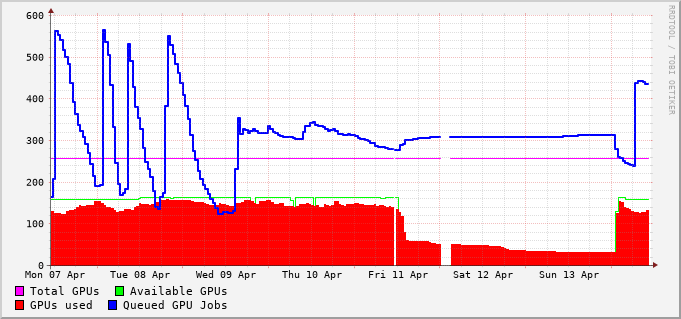 600
500
400
300
200
100
0
Mon 07 Apr Tue 08 Apr Wed 09 Apr Thu 10 Apr Fri 11 Apr Sat 12 Apr Sun 13 Apr
Total GPUs Available GPUs
GPUs used Queued GPU Jobs
RRDTOOL / TOBI OETIKER